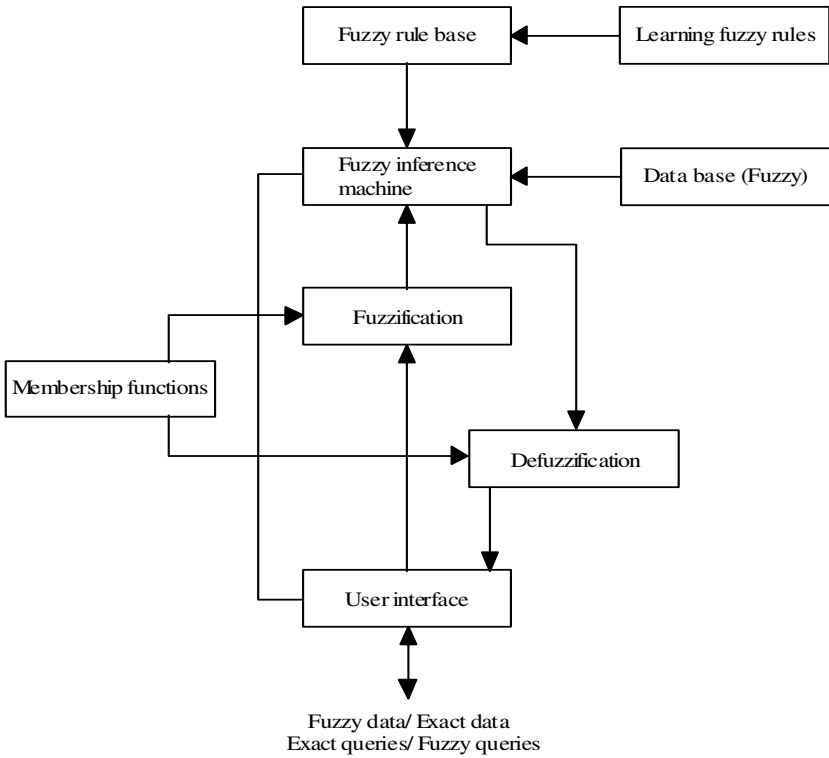 Fuzzy rule base
Learning fuzzy rules
Fuzzy inference
machine
Data base (Fuzzy)
Fuzzification
Membership functions
Defuzzification
User interface
Fuzzy data/ Exact data
Exact queries/ Fuzzy queries